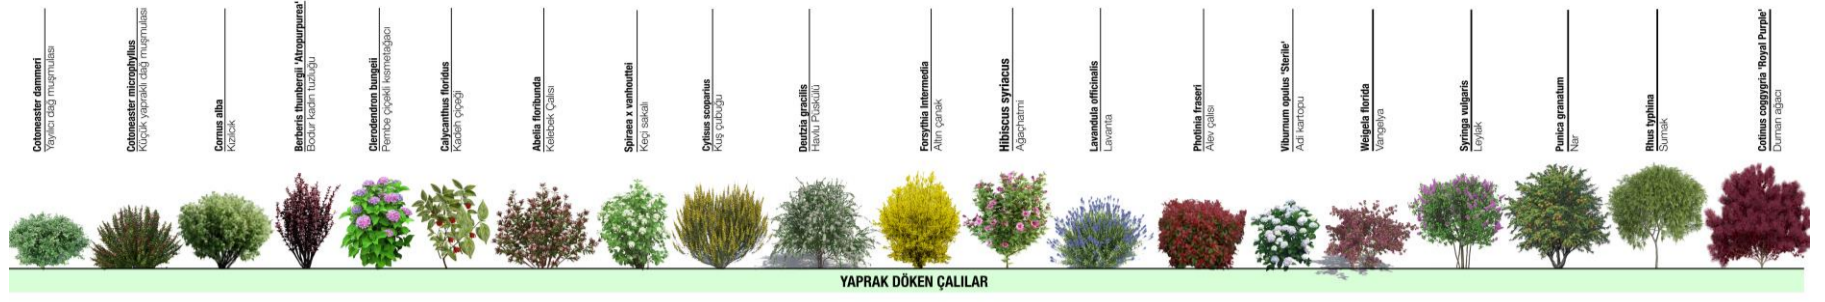 Cotoneaster dammeri
Yayılıcı dağ muşmulası
Cotoneaster microphyllus
Küçük yapraklı dağ muşmulası
Cornus alba
Kızılcık
Berberis thunbergii 'Atropurpurea'
Bodur kadın tuzluğu
Clerodendron bungeii
Pembe çiçekli kısmetağacı
Calycanthus floridus
Kadeh çiçeği
Abelia floribunda
Kelebek Çalısı
Spiraea x vanhouttei
Keçi sakalı
Cytisus scoparius
Kuş çubuğu
Deutzia gracilis
Havlu Püskülü
Forsythia Intermedia
Altın çanak
Hibiscus syriacus
Ağaçhatmi
Lavandula officinalis
Lavanta
Photinia fraseri
Alev çalısı
Viburnum opulus 'Sterile'
Adi kartopu
Weigela florida
Vangelya
Syringa vulgaris
Leylak
Punica granatum
Nar
Rhus typhina
Sumak
Cotinus coggygria 'Royal Purple'
Duman ağacı
YAPRAK DÖKEN ÇALILAR